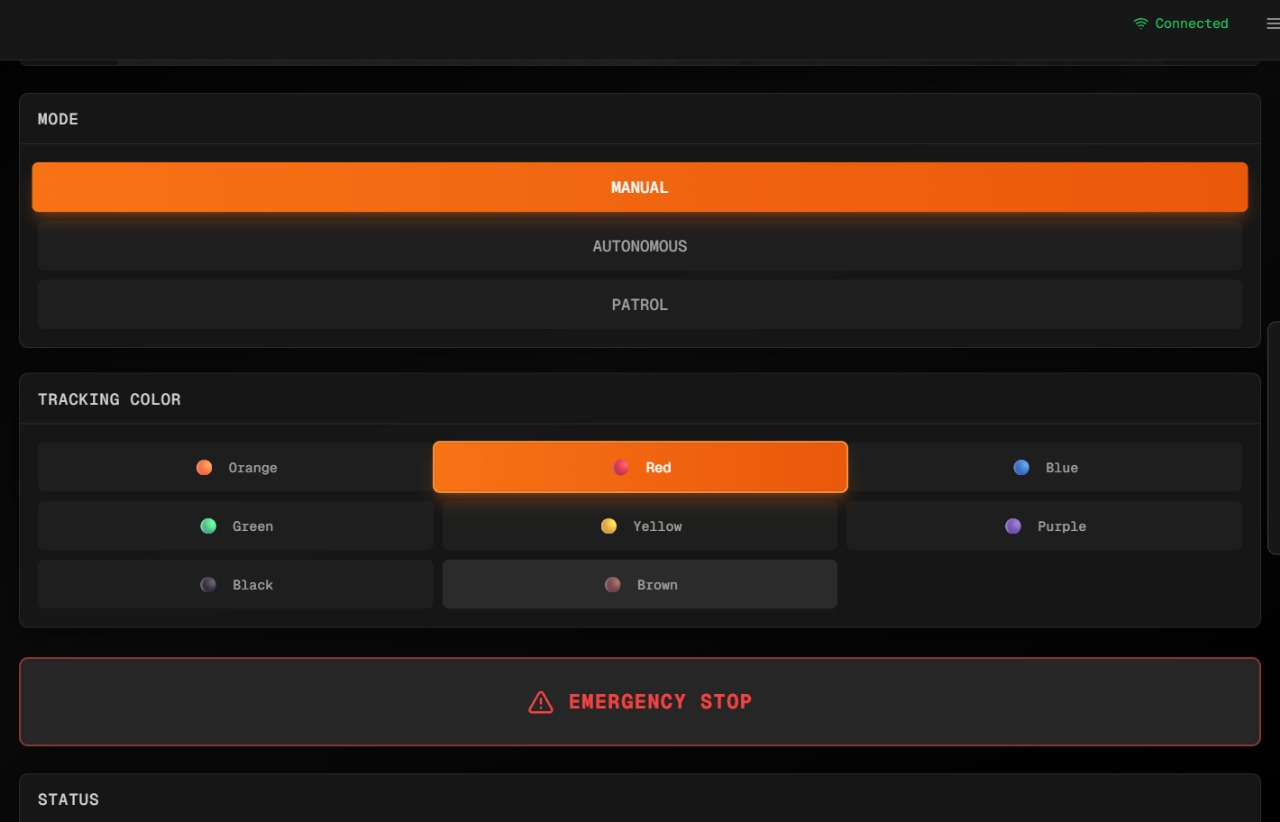 Connected
MODE
MANUAL
AUTONOMOUS
PATROL
TRACKING COLOR
Orange Red Blue
Green Yellow Purple
Black Brown
EMERGENCY STOP
STATUS